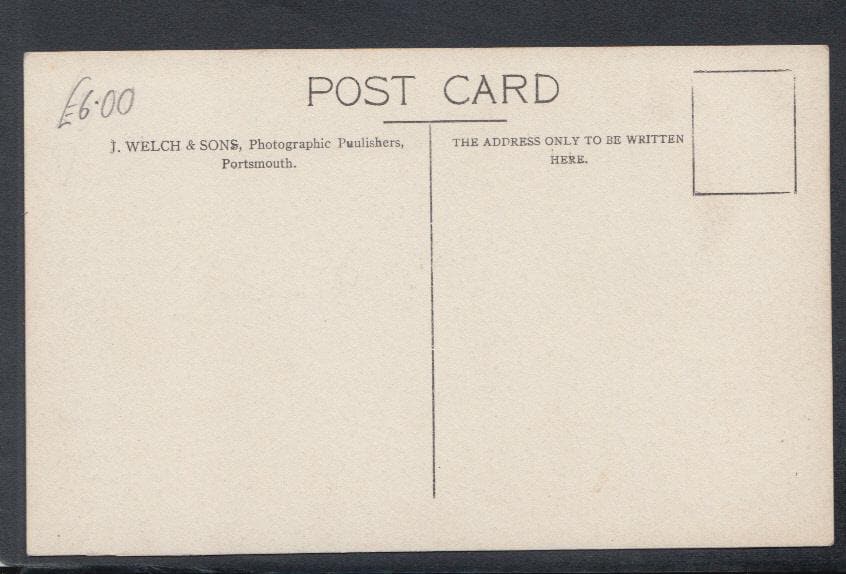 £6.00
POST CARD
J. WELCH & SONS, Photographic Puulishers,
Portsmouth.
THE ADDRESS ONLY TO BE WRITTEN
HERE.